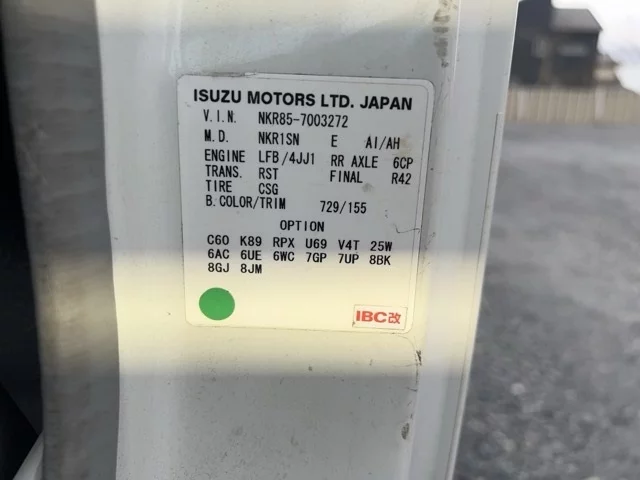 ISUZU MOTORS LTD. JAPAN
V.I.N. NKR85-7003272
M.D. NKR1SN E AI/AH
ENGINE LFB/4JJ1 RR AXLE 6CP
TRANS. RST FINAL R42
TIRE CSG
B.COLOR/TRIM 729/155
OPTION
C60 K89 RPX U69 V4T 25W
6AC 6UE 6WC 7GP 7UP 8BK
8GJ 8JM
IBC改